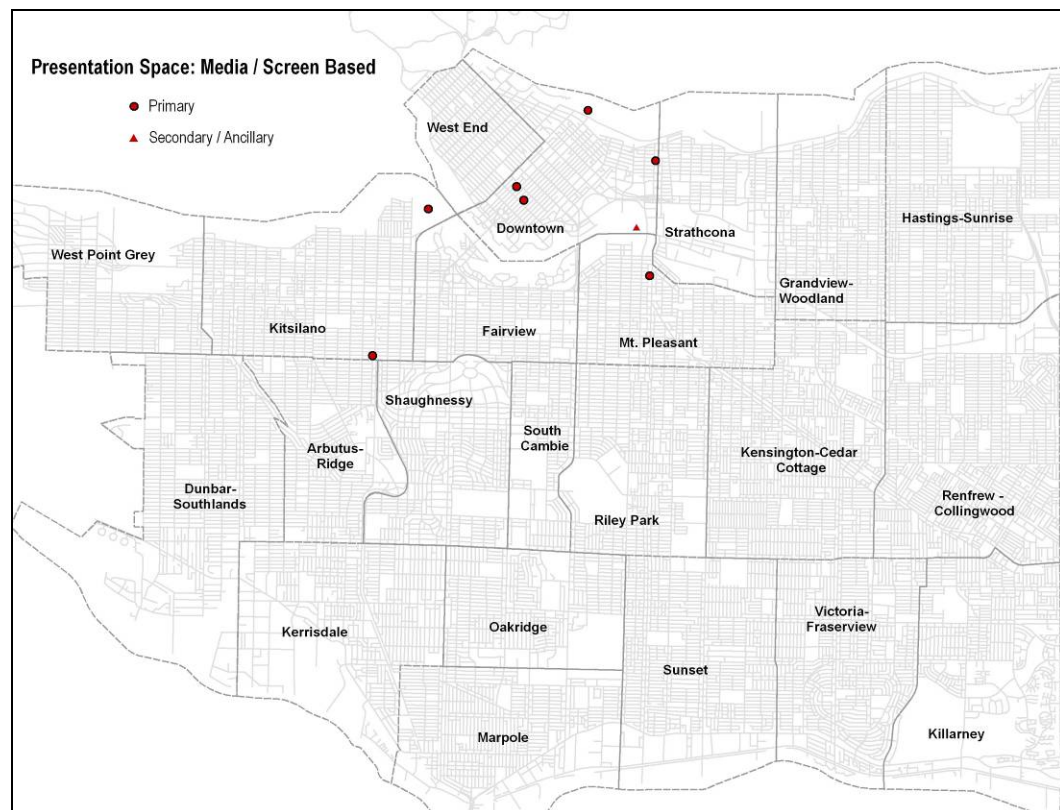 Presentation Space: Media / Screen Based
Primary
Secondary / Ancillary
West End
Downtown
Strathcona
Hastings-Sunrise
West Point Grey
Grandview-
Woodland
Kitsilano
Fairview
Mt. Pleasant
Shaughnessy
South
Cambie
Arbutus-
Ridge
Kensington-Cedar
Cottage
Dunbar-
Southlands
Renfrew -
Collingwood
Riley Park
Kerrisdale
Oakridge
Victoria-
Fraserview
Sunset
Marpole
Killarney